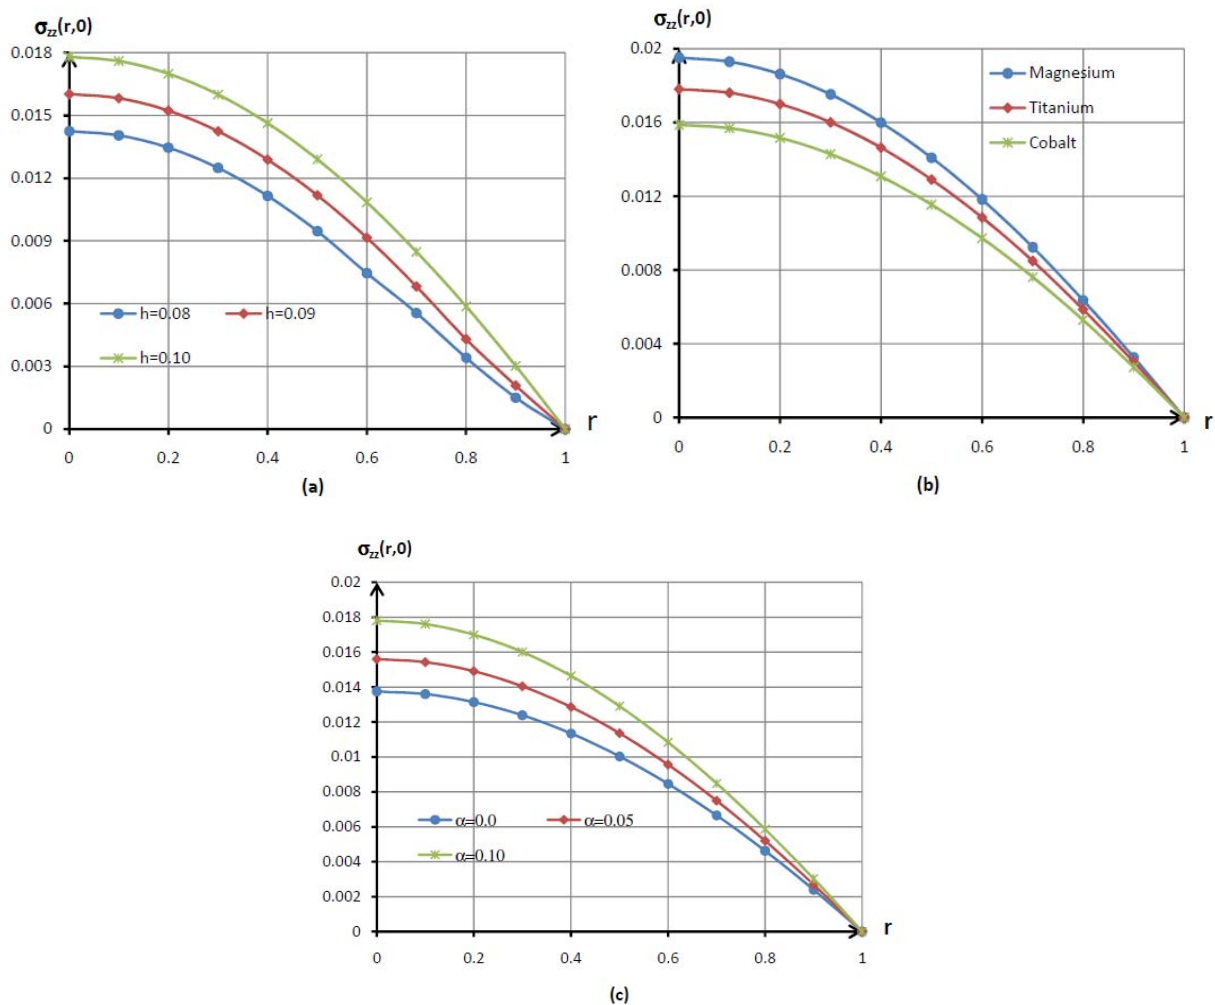 σzz(r,0)
0.018
0.015
0.012
0.009
0.006
0.003
0
h=0.08 h=0.09
h=0.10
0 0.2 0.4 0.6 0.8 1
r
(a)
σzz(r,0)
0.02
0.016
0.012
0.008
0.004
0
Magnesium
Titanium
Cobalt
0 0.2 0.4 0.6 0.8 1
r
(b)
σzz(r,0)
0.02
0.018
0.016
0.014
0.012
0.01
0.008
0.006
0.004
0.002
0
α=0.0 α=0.05
α=0.10
0 0.2 0.4 0.6 0.8 1
r
(c)